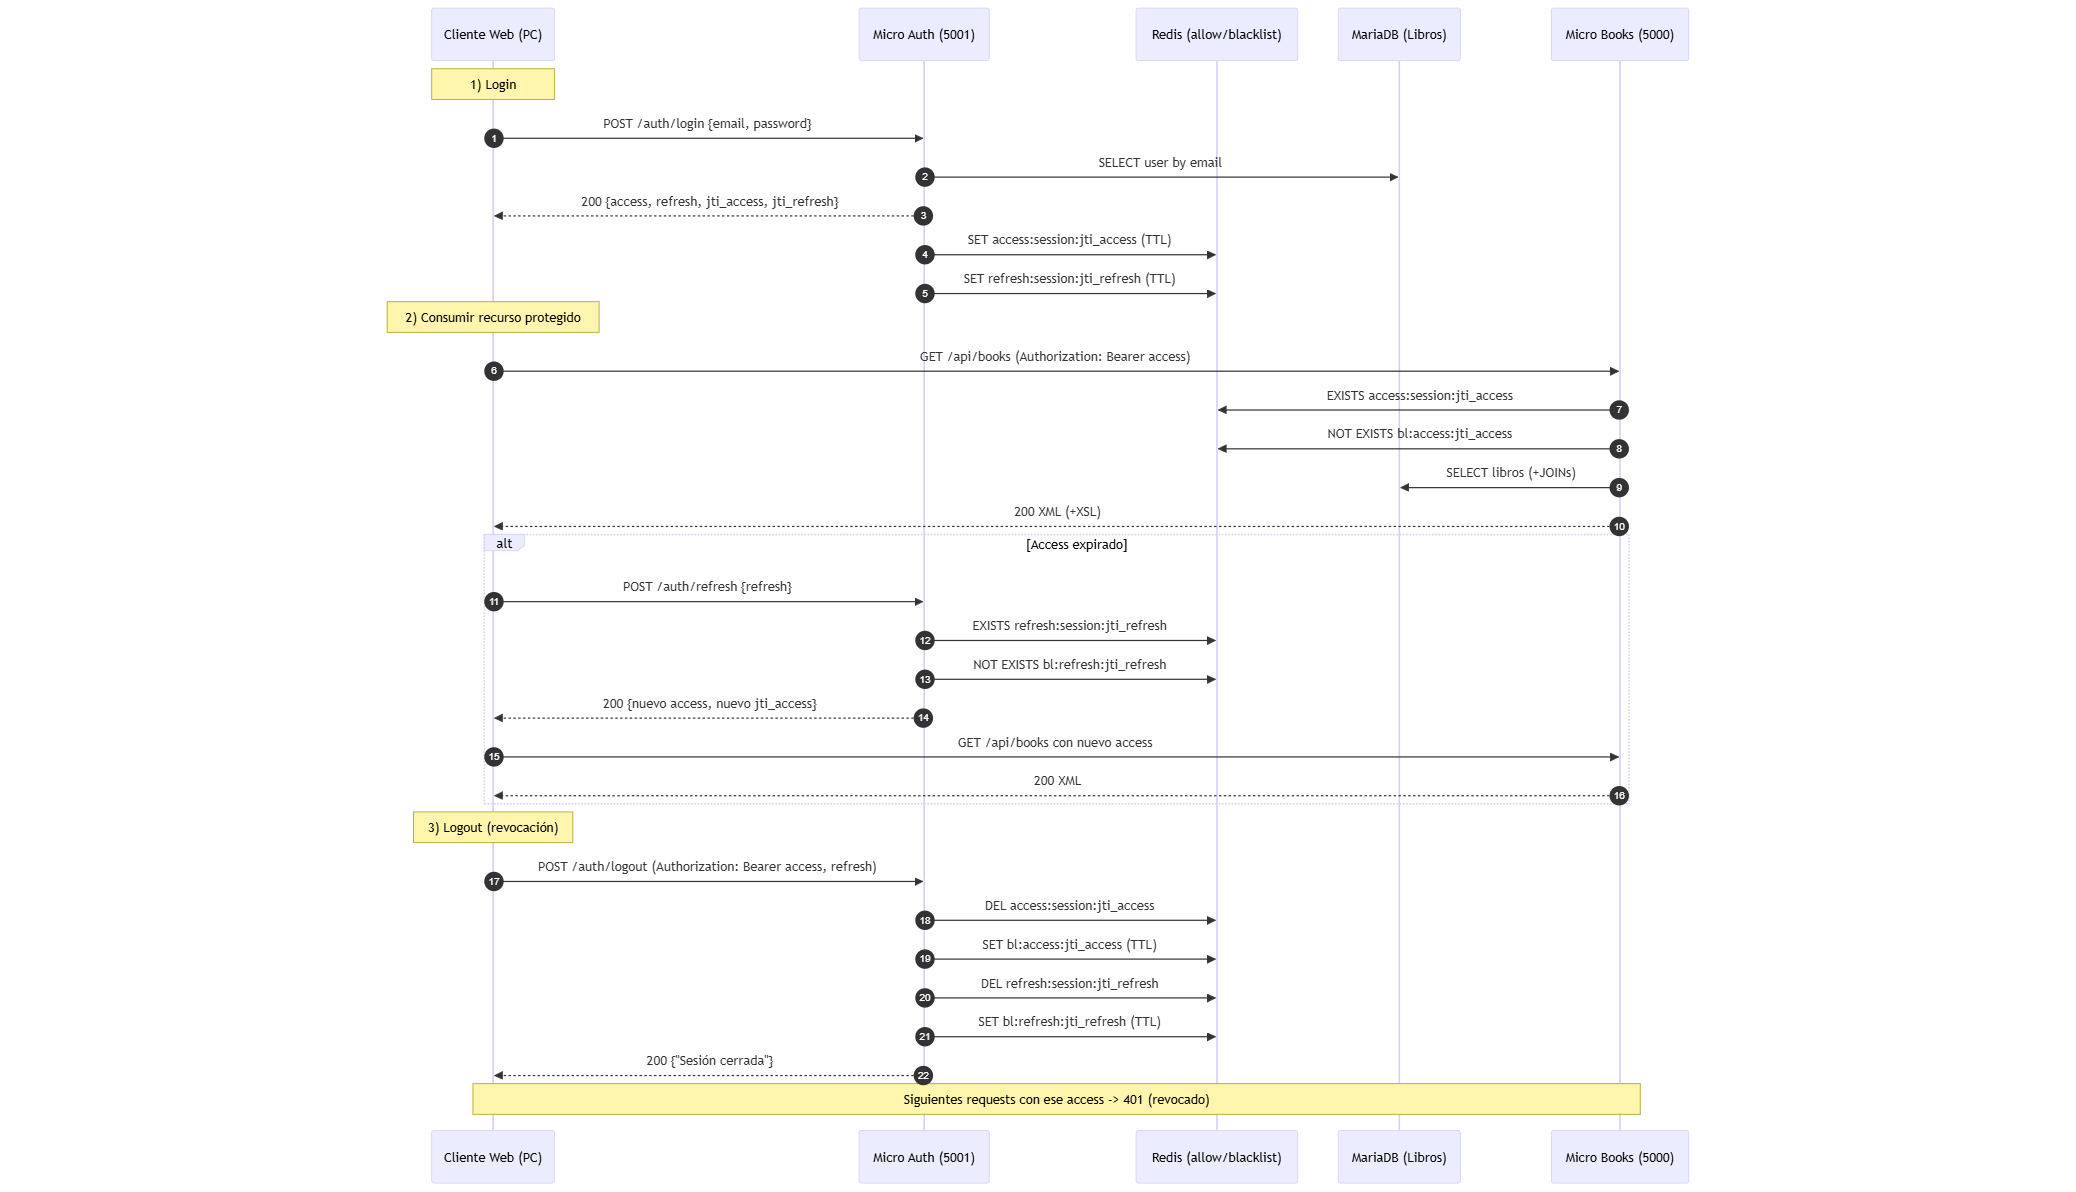 Cliente Web (PC)
Micro Auth (5001)
Redis (allow/blacklist)
MariaDB (Libros)
Micro Books (5000)
1) Login
POST /auth/login {email, password}
1
SELECT user by email
2
200 {access, refresh, jti_access, jti_refresh}
3
SET access:session:jti_access (TTL)
4
SET refresh:session:jti_refresh (TTL)
5
2) Consumir recurso protegido
GET /api/books (Authorization: Bearer access)
6
EXISTS access:session:jti_access
7
NOT EXISTS bl:access:jti_access
8
SELECT libros (+JOINs)
9
200 XML (+XSL)
10
alt
[Access expirado]
POST /auth/refresh {refresh}
11
EXISTS refresh:session:jti_refresh
12
NOT EXISTS bl:refresh:jti_refresh
13
200 {nuevo access, nuevo jti_access}
14
GET /api/books con nuevo access
15
200 XML
16
3) Logout (revocación)
POST /auth/logout (Authorization: Bearer access, refresh)
17
DEL access:session:jti_access
18
SET bl:access:jti_access (TTL)
19
DEL refresh:session:jti_refresh
20
SET bl:refresh:jti_refresh (TTL)
21
200 {"Sesión cerrada"}
22
Siguientes requests con ese access -> 401 (revocado)
Cliente Web (PC)
Micro Auth (5001)
Redis (allow/blacklist)
MariaDB (Libros)
Micro Books (5000)